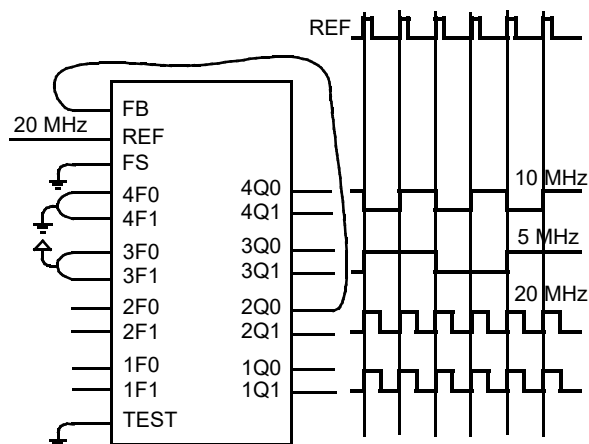 REF
FB
20 MHz
REF
FS
4F0
4Q0
10 MHz
4F1
4Q1
3F0
3Q0
5 MHz
3F1
3Q1
2F0
2Q0
20 MHz
2F1
2Q1
1F0
1Q0
1F1
1Q1
TEST